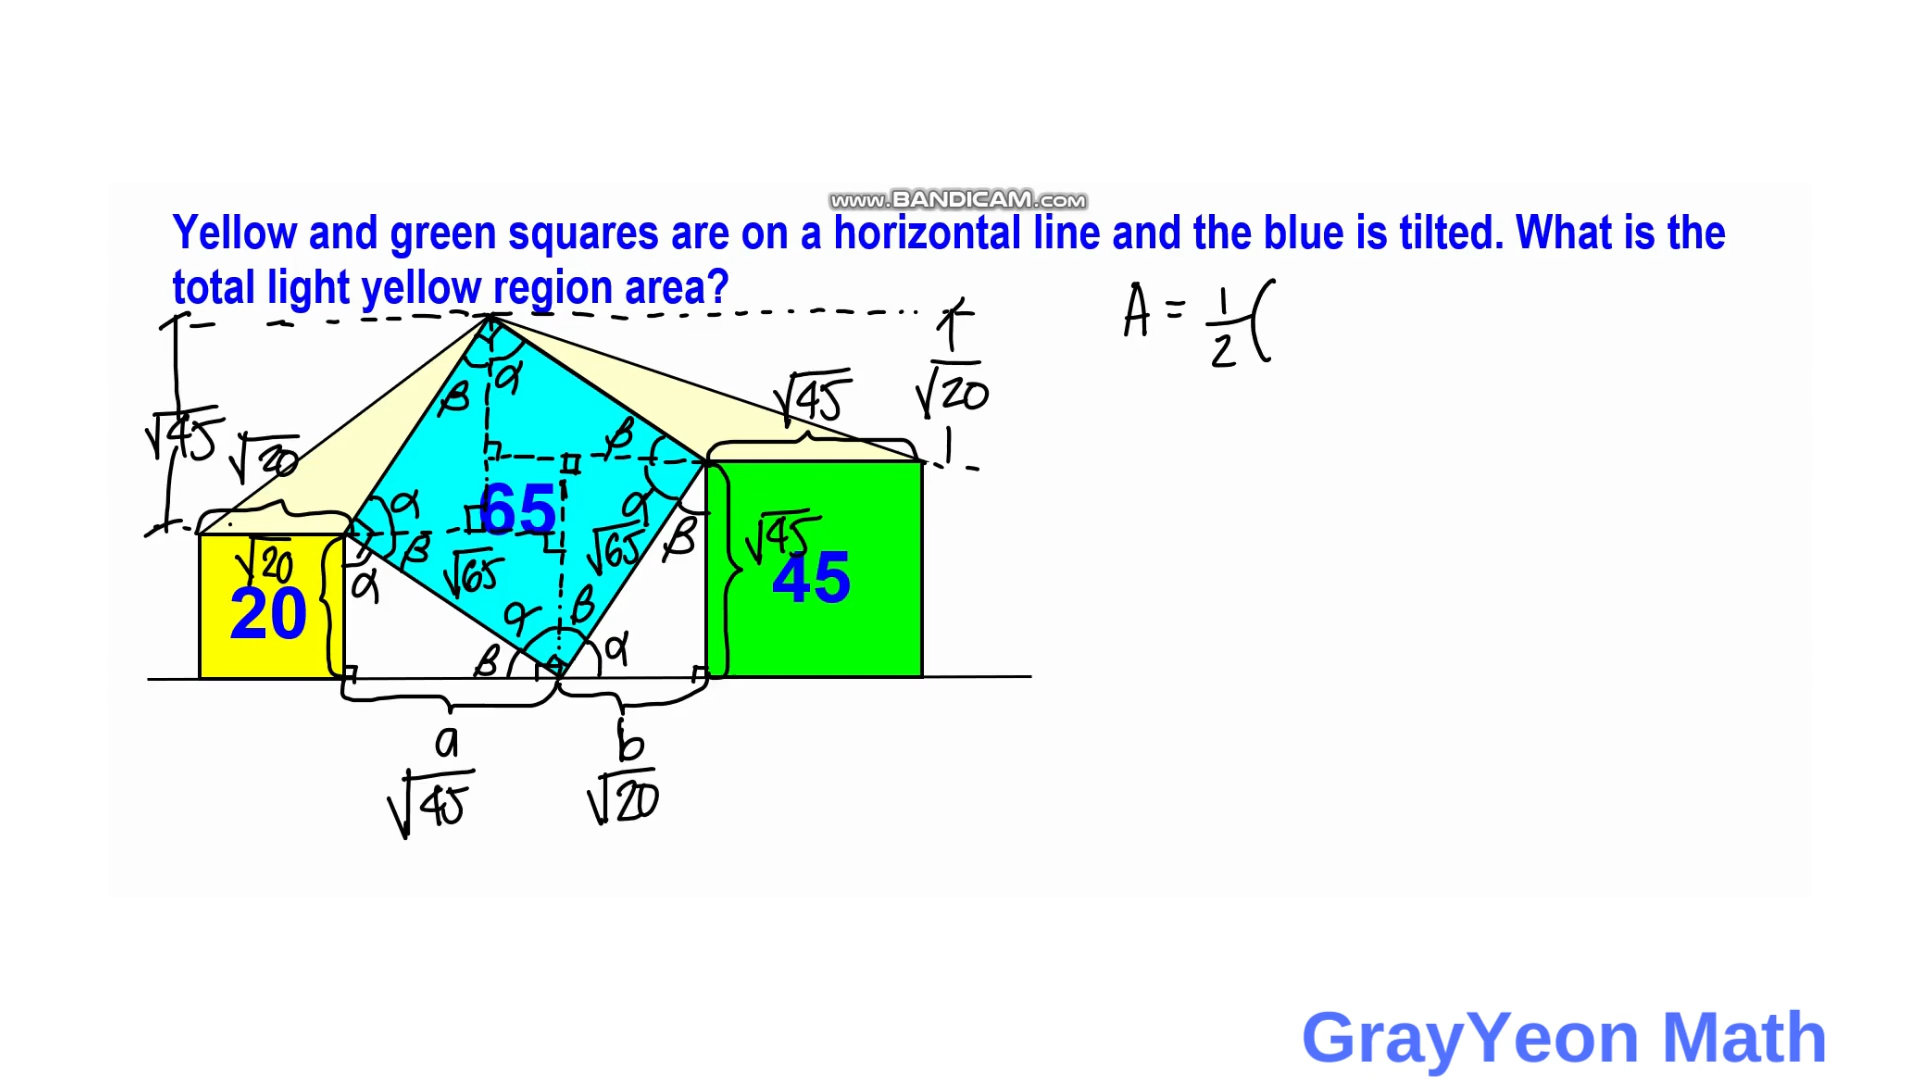 www.BANDICAM.com
Yellow and green squares are on a horizontal line and the blue is tilted. What is the
total light yellow region area?
A = 1/2 (
β α
√45
√20
√45 √20
β
α
65
α
β
√20
α
β
√65
√65
β
√45
20
45
α
β
β
α
a
b
√45
√20
GrayYeon Math